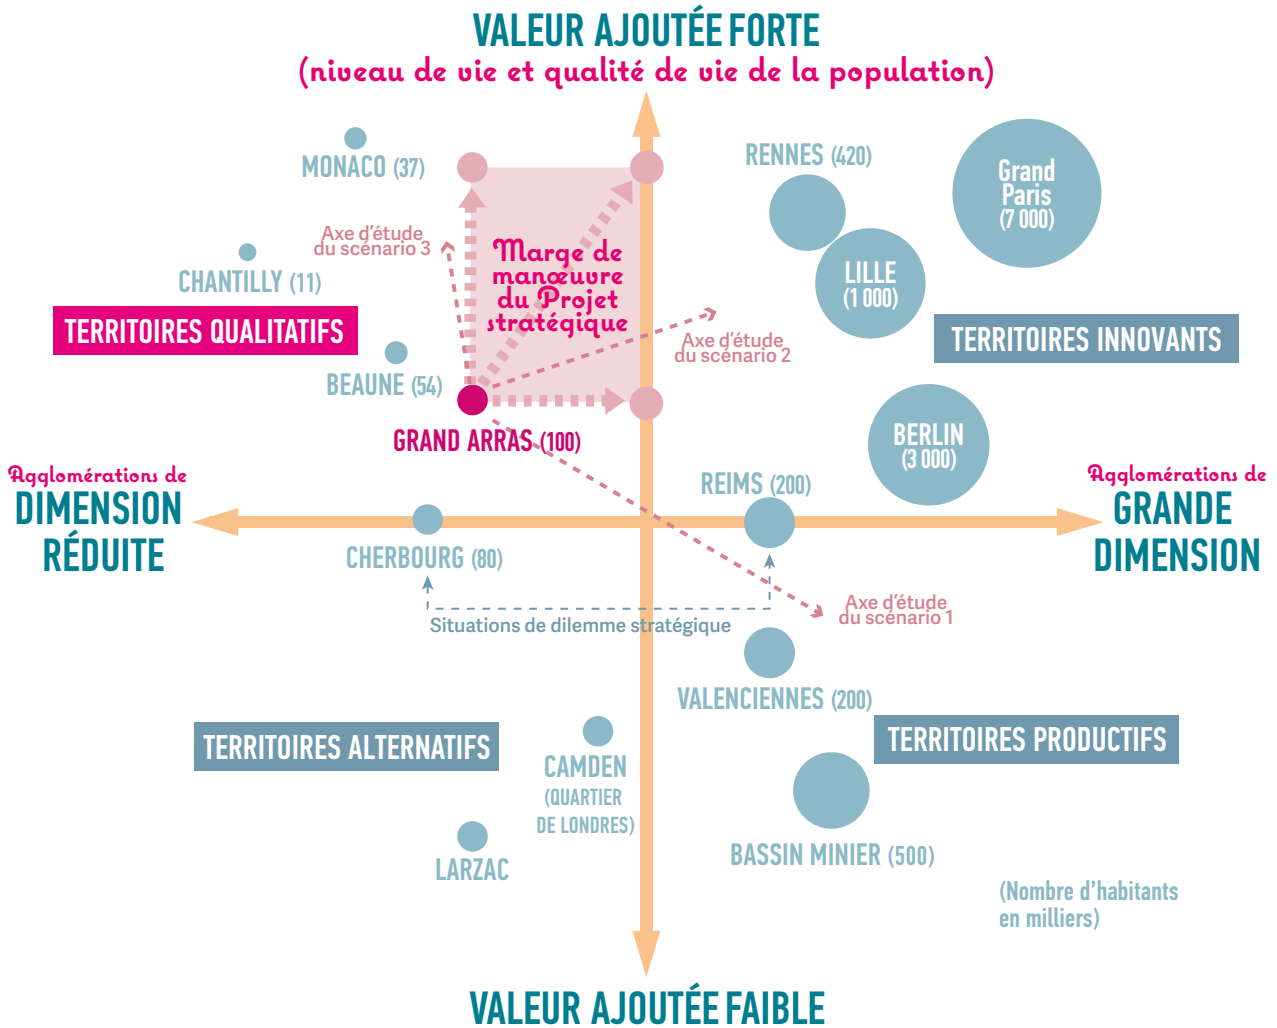 VALEUR AJOUTÉE FORTE
(niveau de vie et qualité de vie de la population)
MONACO (37)
RENNES (420)
Grand
Paris
(7 000)
Axe d'étude
du scénario 3
Marge de
manœuvre
du Projet
stratégique
CHANTILLY (11)
LILLE
(1 000)
TERRITOIRES QUALITATIFS
TERRITOIRES INNOVANTS
Axe d'étude
du scénario 2
BEAUNE (54)
GRAND ARRAS (100)
BERLIN
(3 000)
Agglomérations de
DIMENSION
RÉDUITE
REIMS (200)
Agglomérations de
GRANDE
DIMENSION
CHERBOURG (80)
Axe d'étude
du scénario 1
Situations de dilemme stratégique
VALENCIENNES (200)
TERRITOIRES ALTERNATIFS
TERRITOIRES PRODUCTIFS
CAMDEN
(QUARTIER
DE LONDRES)
LARZAC
BASSIN MINIER (500)
(Nombre d'habitants
en milliers)
VALEUR AJOUTÉE FAIBLE